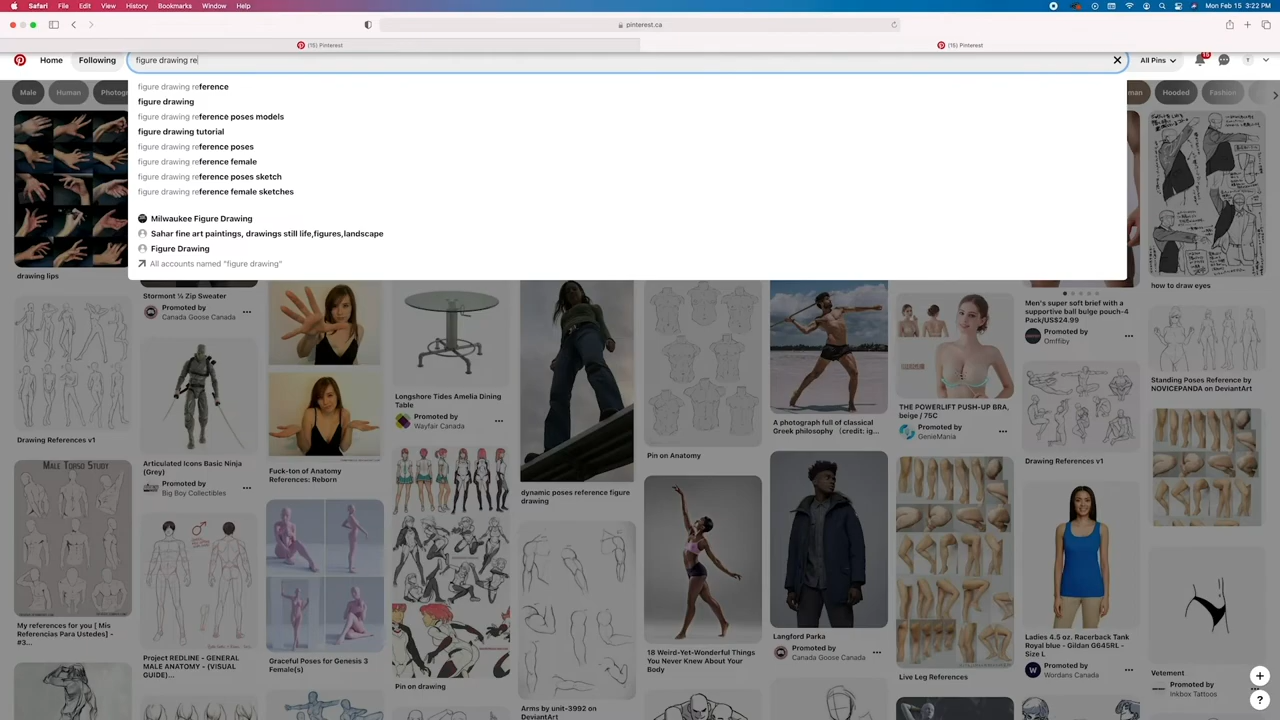 Safari File Edit View History Bookmarks Window Help
Mon Feb 15 3:22 PM
pinterest.ca
(15) Pinterest
(15) Pinterest
Home
Following
figure drawing re
All Pins
15
T
Male
Human
Hooded
Fashion
figure drawing reference
figure drawing
figure drawing reference poses models
figure drawing tutorial
figure drawing reference poses
figure drawing reference female
figure drawing reference poses sketch
figure drawing reference female sketches
Milwaukee Figure Drawing
Sahar fine art paintings, drawings still life,figures,landscape
Figure Drawing
All accounts named "figure drawing"
drawing lips
Drawing References v1
MALE TORSO STUDY
My references for you [ Mis
Referencias Para Ustedes] -
#3...
Stormont ¼ Zip Sweater
Promoted by
Canada Goose Canada
Articulated Icons Basic Ninja
(Grey)
Promoted by
Big Boy Collectibles
Project REDLINE - GENERAL
MALE ANATOMY - (VISUAL
GUIDE)...
Fuck-ton of Anatomy
References: Reborn
Graceful Poses for Genesis 3
Female(s)
Longshore Tides Amelia Dining
Table
Promoted by
Wayfair Canada
Pin on drawing
dynamic poses reference figure
drawing
Arms by unit-3992 on
DeviantArt
Pin on Anatomy
18 Weird-Yet-Wonderful Things
You Never Knew About Your
Body
A photograph full of classical
Greek philosophy (credit: ig...
Langford Parka
Promoted by
Canada Goose Canada
THE POWERLIFT PUSH-UP BRA,
beige / 75C
Promoted by
GenieMania
Live Leg References
Men's super soft brief with a
supportive ball bulge pouch-4
Pack/US$24.99
Promoted by
Omffiby
Drawing References v1
Ladies 4.5 oz. Racerback Tank
Royal blue - Gildan G645RL -
Size L
Promoted by
Wordans Canada
how to draw eyes
Standing Poses Reference by
NOVICEPANDA on DeviantArt
Vetement
Promoted by
Inkbox Tattoos